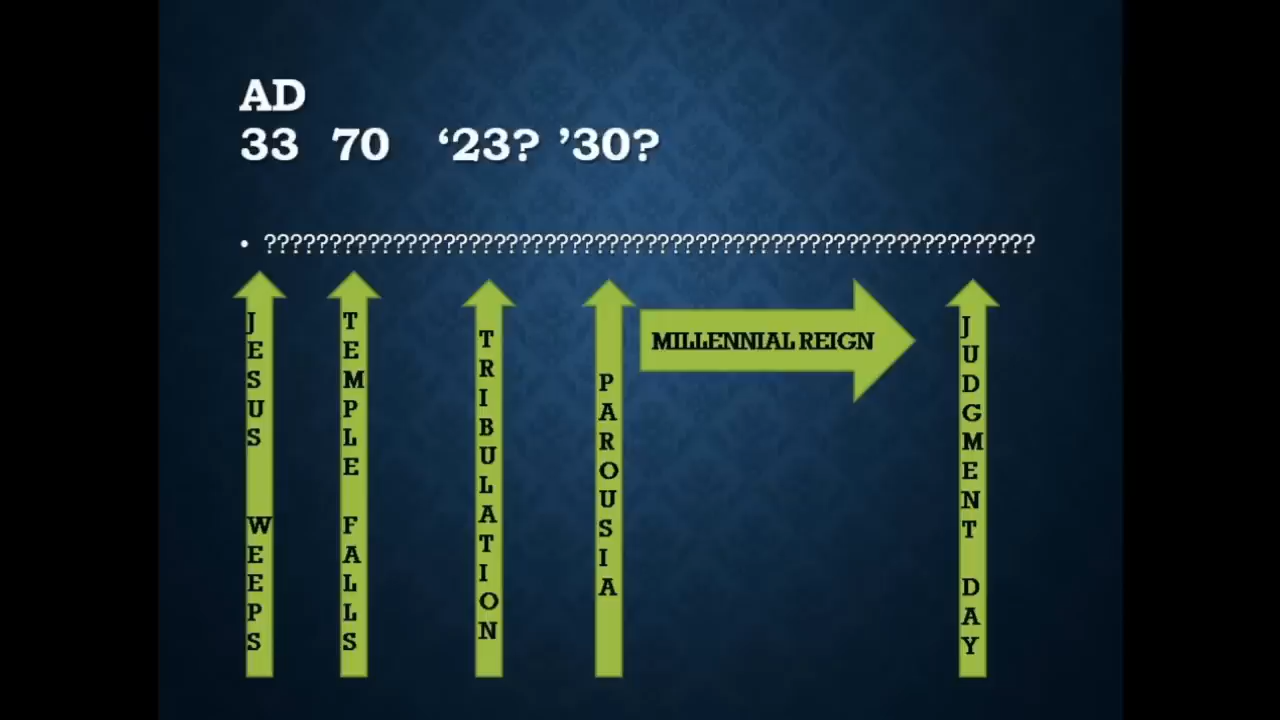 AD
33 70 ‘23? ’30?
• ???????????????????????????????????????????????????????????????
JESUS WEEPS
TEMPLE FALLS
TRIBULATION
PAROUSIA
MILLENNIAL REIGN
JUDGMENT DAY